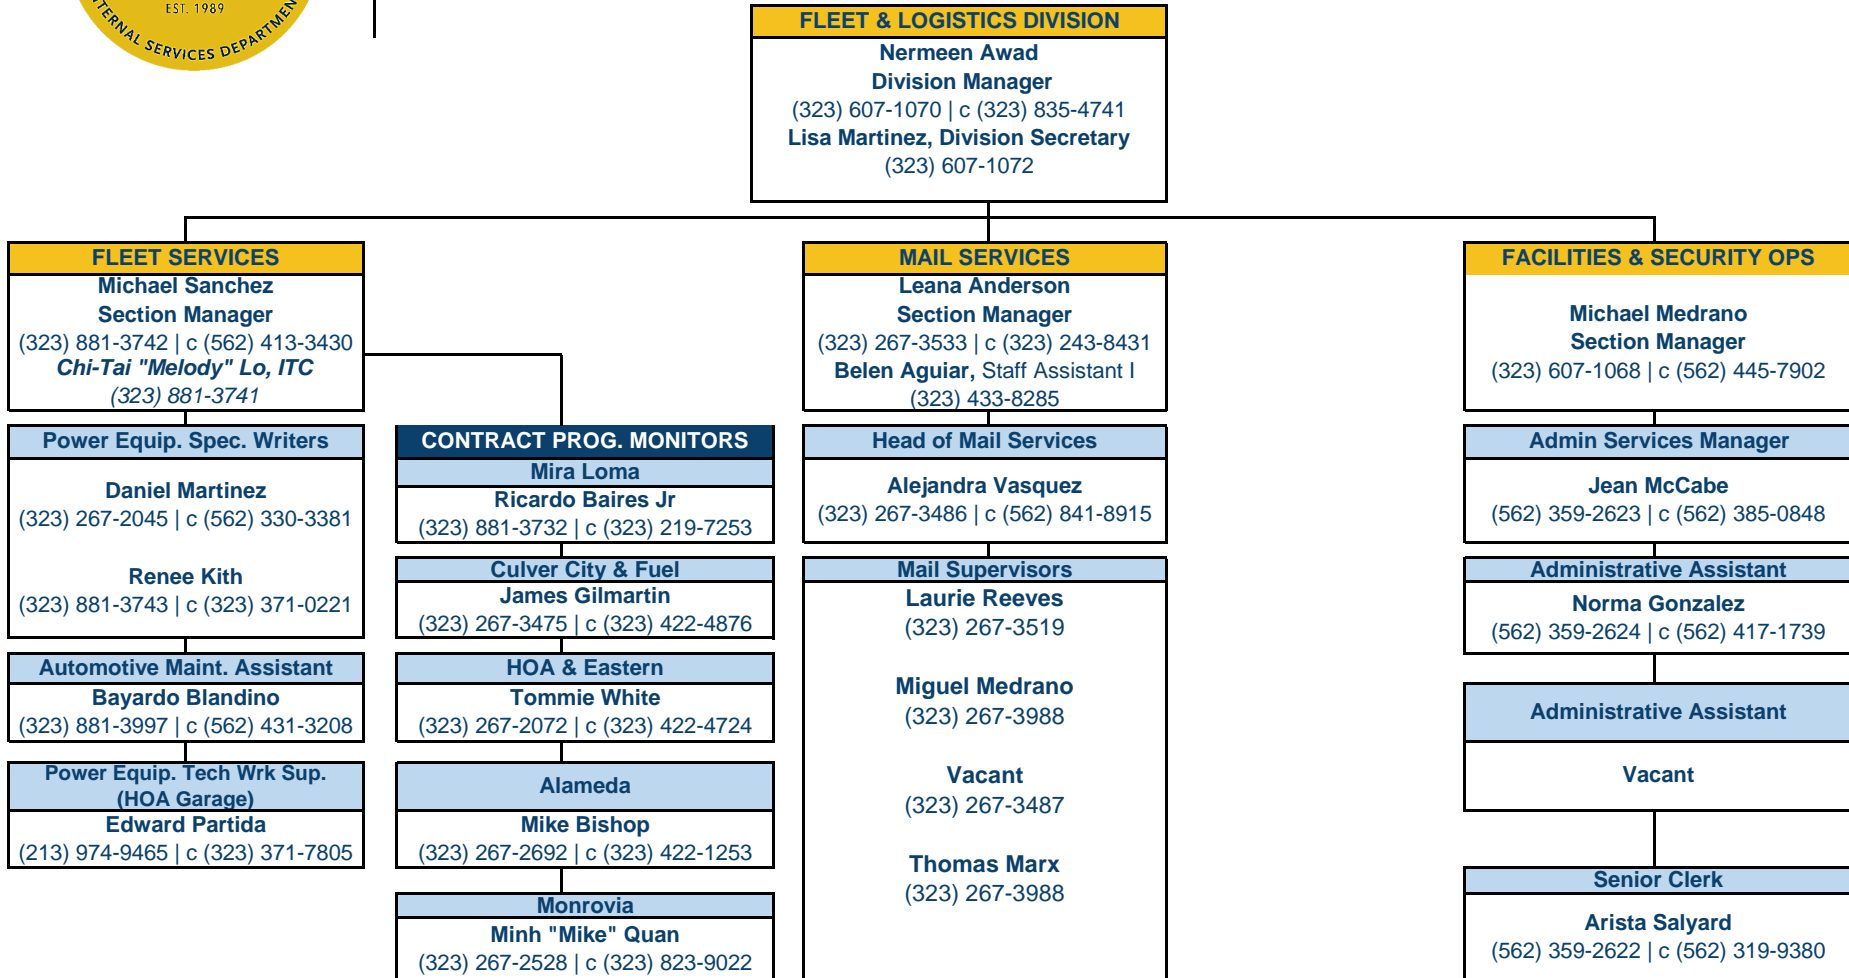 EST. 1989
INTERNAL SERVICES DEPARTMENT
FLEET & LOGISTICS DIVISION
Nermeen Awad
Division Manager
(323) 607-1070 | c (323) 835-4741
Lisa Martinez, Division Secretary
(323) 607-1072
FLEET SERVICES
Michael Sanchez
Section Manager
(323) 881-3742 | c (562) 413-3430
Chi-Tai "Melody" Lo, ITC
(323) 881-3741
Power Equip. Spec. Writers
Daniel Martinez
(323) 267-2045 | c (562) 330-3381
Renee Kith
(323) 881-3743 | c (323) 371-0221
Automotive Maint. Assistant
Bayardo Blandino
(323) 881-3997 | c (562) 431-3208
Power Equip. Tech Wrk Sup.
(HOA Garage)
Edward Partida
(213) 974-9465 | c (323) 371-7805
CONTRACT PROG. MONITORS
Mira Loma
Ricardo Baires Jr
(323) 881-3732 | c (323) 219-7253
Culver City & Fuel
James Gilmartin
(323) 267-3475 | c (323) 422-4876
HOA & Eastern
Tommie White
(323) 267-2072 | c (323) 422-4724
Alameda
Mike Bishop
(323) 267-2692 | c (323) 422-1253
Monrovia
Minh "Mike" Quan
(323) 267-2528 | c (323) 823-9022
MAIL SERVICES
Leana Anderson
Section Manager
(323) 267-3533 | c (323) 243-8431
Belen Aguiar, Staff Assistant I
(323) 433-8285
Head of Mail Services
Alejandra Vasquez
(323) 267-3486 | c (562) 841-8915
Mail Supervisors
Laurie Reeves
(323) 267-3519
Miguel Medrano
(323) 267-3988
Vacant
(323) 267-3487
Thomas Marx
(323) 267-3988
FACILITIES & SECURITY OPS
Michael Medrano
Section Manager
(323) 607-1068 | c (562) 445-7902
Admin Services Manager
Jean McCabe
(562) 359-2623 | c (562) 385-0848
Administrative Assistant
Norma Gonzalez
(562) 359-2624 | c (562) 417-1739
Administrative Assistant
Vacant
Senior Clerk
Arista Salyard
(562) 359-2622 | c (562) 319-9380